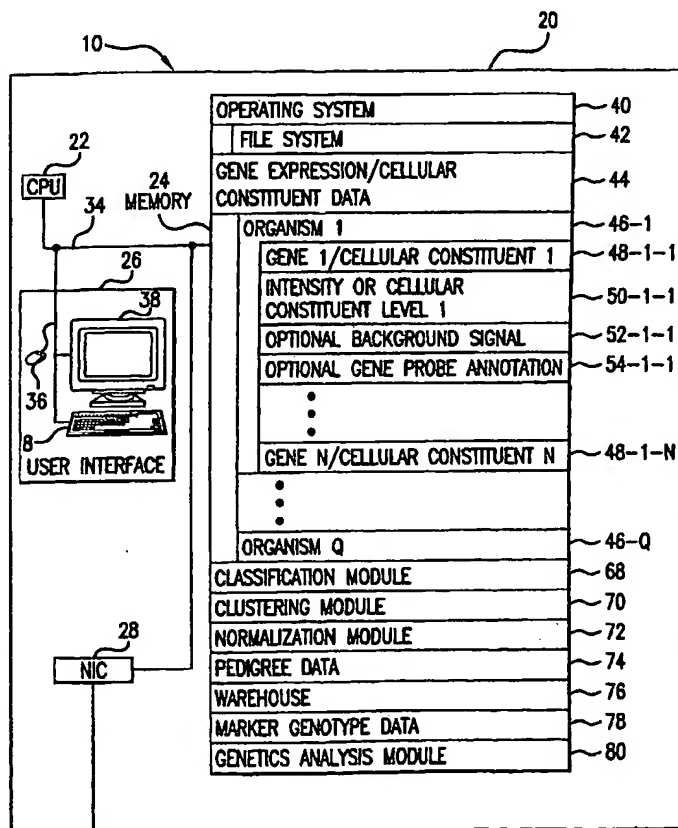 10
20
OPERATING SYSTEM 40
FILE SYSTEM 42
22
CPU
GENE EXPRESSION/CELLULAR
CONSTITUENT DATA 44
24
MEMORY
34
ORGANISM 1 46-1
GENE 1/CELLULAR CONSTITUENT 1 48-1-1
26
INTENSITY OR CELLULAR
CONSTITUENT LEVEL 1 50-1-1
38
OPTIONAL BACKGROUND SIGNAL 52-1-1
OPTIONAL GENE PROBE ANNOTATION 54-1-1
36
8
USER INTERFACE
GENE N/CELLULAR CONSTITUENT N 48-1-N
ORGANISM Q 46-Q
CLASSIFICATION MODULE 68
CLUSTERING MODULE 70
NORMALIZATION MODULE 72
28
NIC
PEDIGREE DATA 74
WAREHOUSE 76
MARKER GENOTYPE DATA 78
GENETICS ANALYSIS MODULE 80